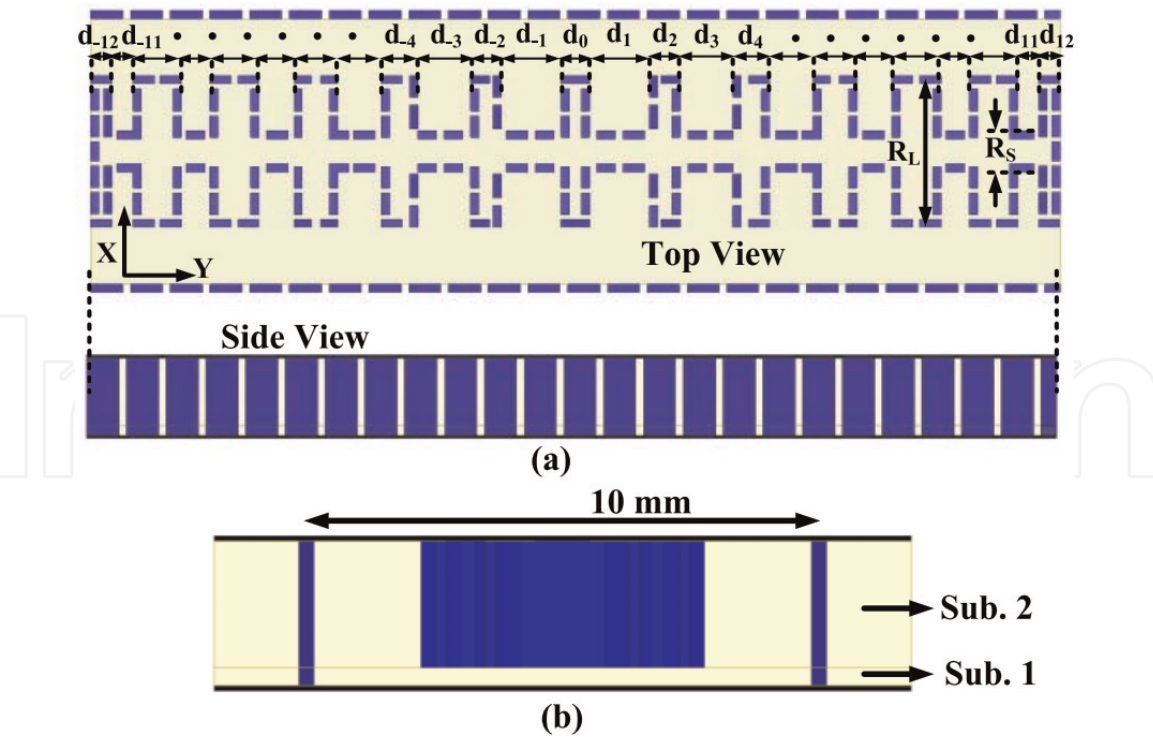 d-12 d-11 • • • • • • d-4 d-3 d-2 d-1 d0 d1 d2 d3 d4 • • • • • • d11 d12
RL
RS
X
Y
Top View
Side View
(a)
10 mm
Sub. 2
Sub. 1
(b)